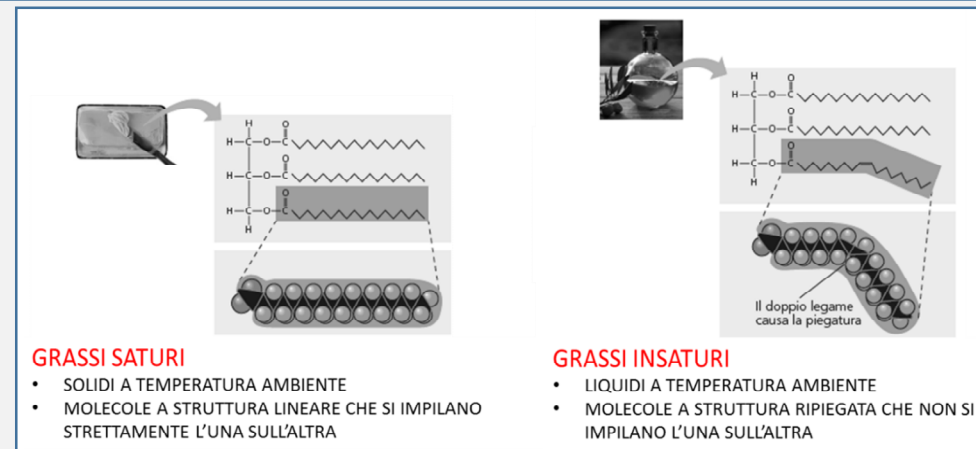 H
H–C–O–C
O
H–C–O–C
O
H–C–O–C
O
H
H
H–C–O–C
O
H–C–O–C
O
H–C–O–C
O
H
Il doppio legame
causa la piegatura
GRASSI SATURI
• SOLIDI A TEMPERATURA AMBIENTE
• MOLECOLE A STRUTTURA LINEARE CHE SI IMPILANO
STRETTAMENTE L'UNA SULL'ALTRA
GRASSI INSATURI
• LIQUIDI A TEMPERATURA AMBIENTE
• MOLECOLE A STRUTTURA RIPIEGATA CHE NON SI
IMPILANO L'UNA SULL'ALTRA